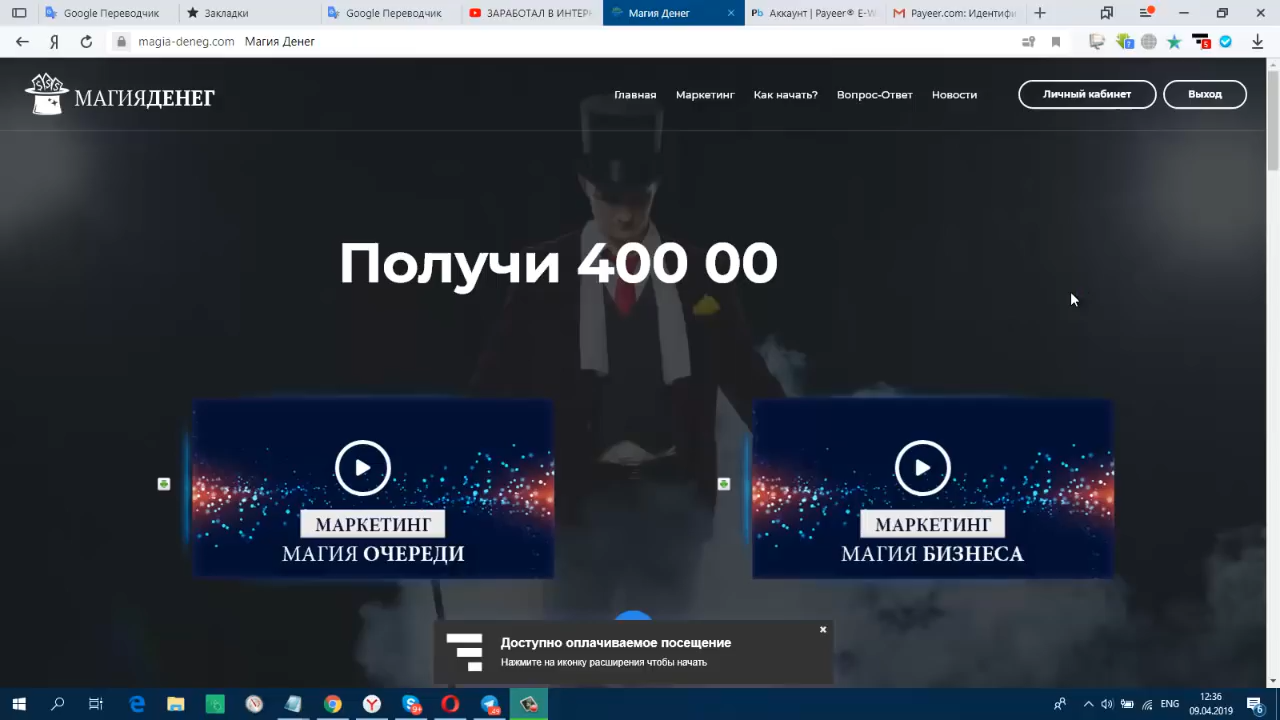 Google Переводчик
Закладки
Google Переводчик
ЗАРАБОТАЛ В ИНТЕРН
Магия Денег
Аккаунт | Payeer® E-W
Payeer.com: Идентифи
magia-deneg.com Магия Денег
МАГИЯДЕНЕГ
Главная
Маркетинг
Как начать?
Вопрос-Ответ
Новости
Личный кабинет
Выход
Получи 400 00
МАРКЕТИНГ
МАГИЯ ОЧЕРЕДИ
МАРКЕТИНГ
МАГИЯ БИЗНЕСА
Доступно оплачиваемое посещение
Нажмите на иконку расширения чтобы начать
ENG
12:36
09.04.2019